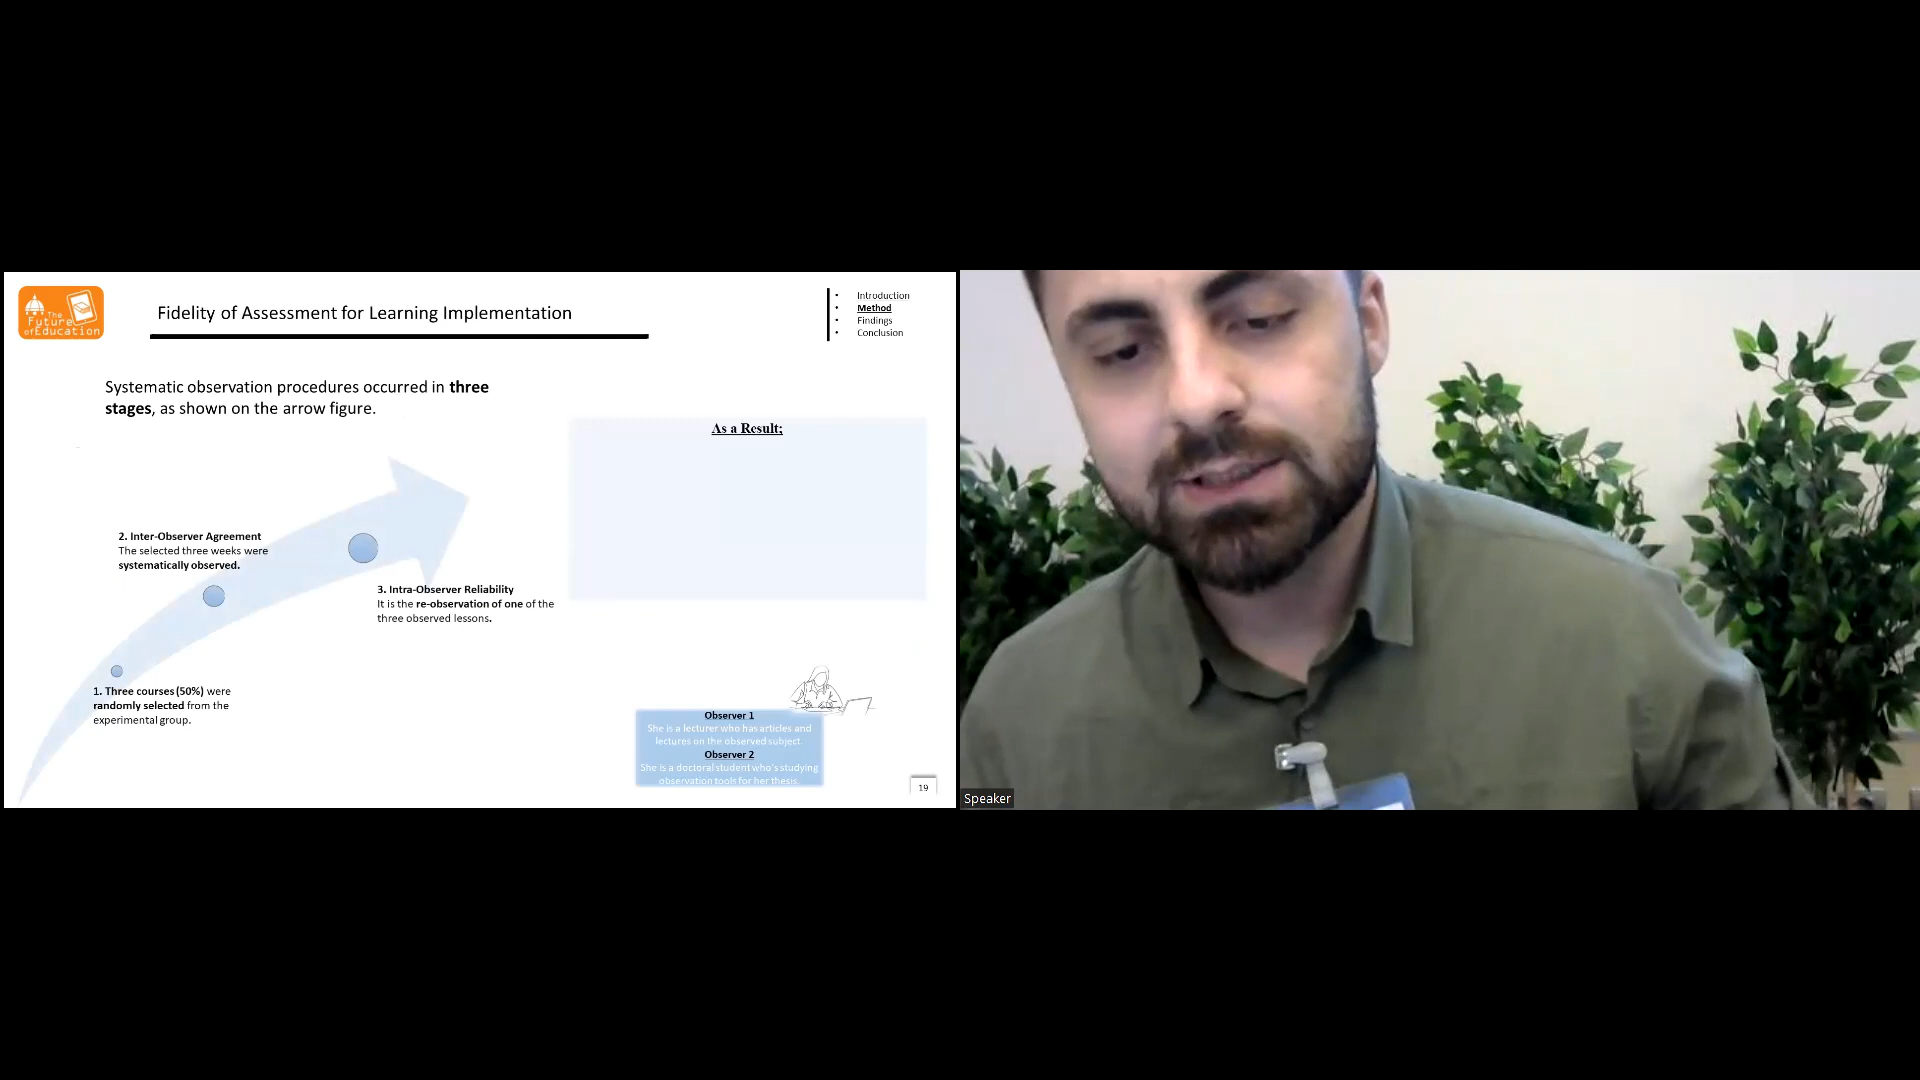 The
Future
of Education
Fidelity of Assessment for Learning Implementation
• Introduction
• Method
• Findings
• Conclusion
Systematic observation procedures occurred in three
stages, as shown on the arrow figure.
As a Result;
2. Inter-Observer Agreement
The selected three weeks were
systematically observed.
3. Intra-Observer Reliability
It is the re-observation of one of the
three observed lessons.
1. Three courses (50%) were
randomly selected from the
experimental group.
Observer 1
She is a lecturer who has articles and
lectures on the observed subject.
Observer 2
She is a doctoral student who's studying
observation tools for her thesis.
19
Speaker